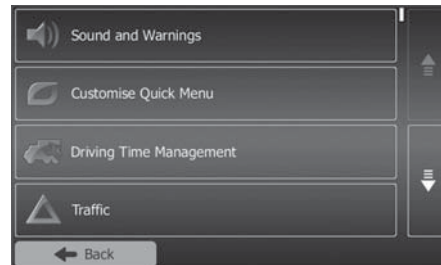 Sound and Warnings
Customise Quick Menu
Driving Time Management
Traffic
Back